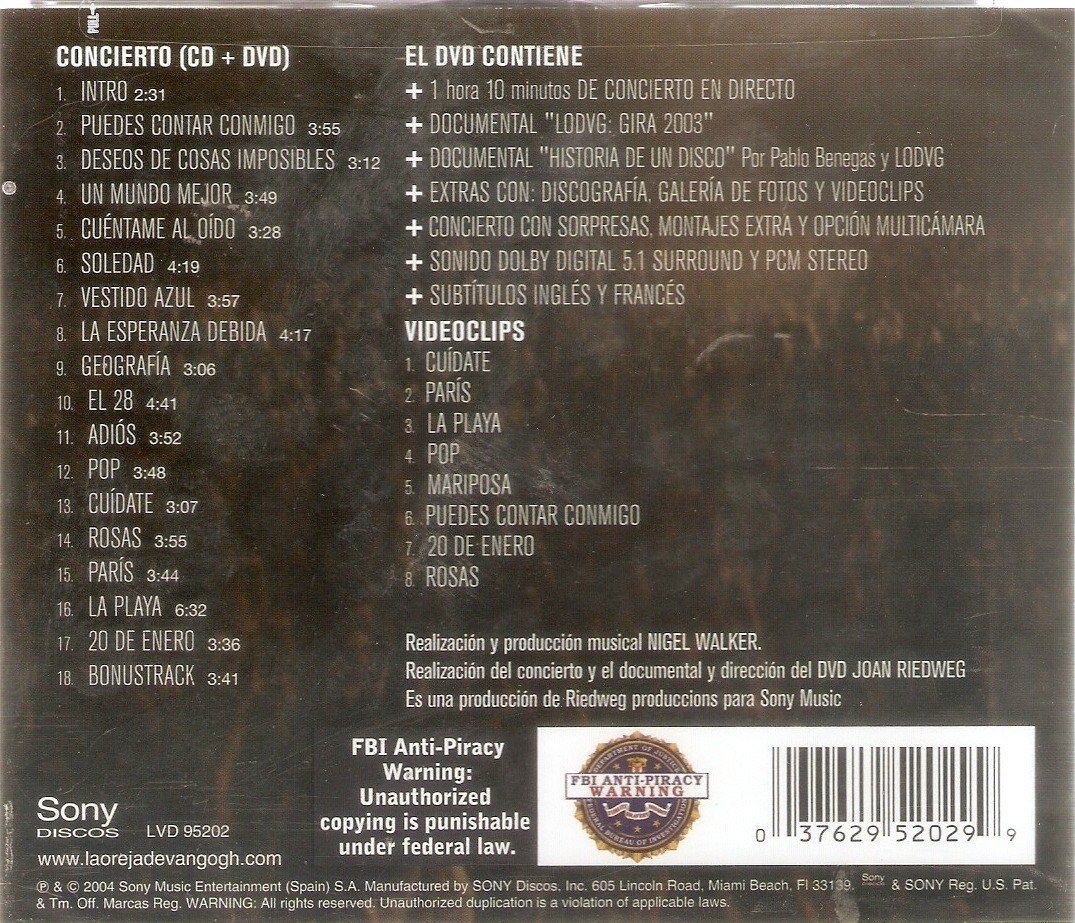 PULL
CONCIERTO (CD + DVD)
1. INTRO 2:31
2. PUEDES CONTAR CONMIGO 3:55
3. DESEOS DE COSAS IMPOSIBLES 3:12
4. UN MUNDO MEJOR 3:49
5. CUÉNTAME AL OÍDO 3:28
6. SOLEDAD 4:19
7. VESTIDO AZUL 3:57
8. LA ESPERANZA DEBIDA 4:17
9. GEOGRAFÍA 3:06
10. EL 28 4:41
11. ADIÓS 3:52
12. POP 3:48
13. CUÍDATE 3:07
14. ROSAS 3:55
15. PARÍS 3:44
16. LA PLAYA 6:32
17. 20 DE ENERO 3:36
18. BONUSTRACK 3:41
EL DVD CONTIENE
+ 1 hora 10 minutos DE CONCIERTO EN DIRECTO
+ DOCUMENTAL "LODVG: GIRA 2003"
+ DOCUMENTAL "HISTORIA DE UN DISCO" Por Pablo Benegas y LODVG
+ EXTRAS CON: DISCOGRAFÍA, GALERÍA DE FOTOS Y VIDEOCLIPS
+ CONCIERTO CON SORPRESAS, MONTAJES EXTRA Y OPCIÓN MULTICÁMARA
+ SONIDO DOLBY DIGITAL 5.1 SURROUND Y PCM STEREO
+ SUBTÍTULOS INGLÉS Y FRANCÉS
VIDEOCLIPS
1. CUÍDATE
2. PARÍS
3. LA PLAYA
4. POP
5. MARIPOSA
6. PUEDES CONTAR CONMIGO
7. 20 DE ENERO
8. ROSAS
Realización y producción musical NIGEL WALKER.
Realización del concierto y el documental y dirección del DVD JOAN RIEDWEG
Es una producción de Riedweg produccions para Sony Music
FBI Anti-Piracy
Warning:
Unauthorized
copying is punishable
under federal law.
DEPARTMENT OF JUSTICE
FBI ANTI-PIRACY
WARNING
FEDERAL BUREAU OF INVESTIGATION
0 37629 52029 9
Sony
DISCOS LVD 95202
www.laorejadevangogh.com
℗ & © 2004 Sony Music Entertainment (Spain) S.A. Manufactured by SONY Discos, Inc. 605 Lincoln Road, Miami Beach, Fl 33139. Sony DISCOS & SONY Reg. U.S. Pat.
& Tm. Off. Marcas Reg. WARNING: All rights reserved. Unauthorized duplication is a violation of applicable laws.